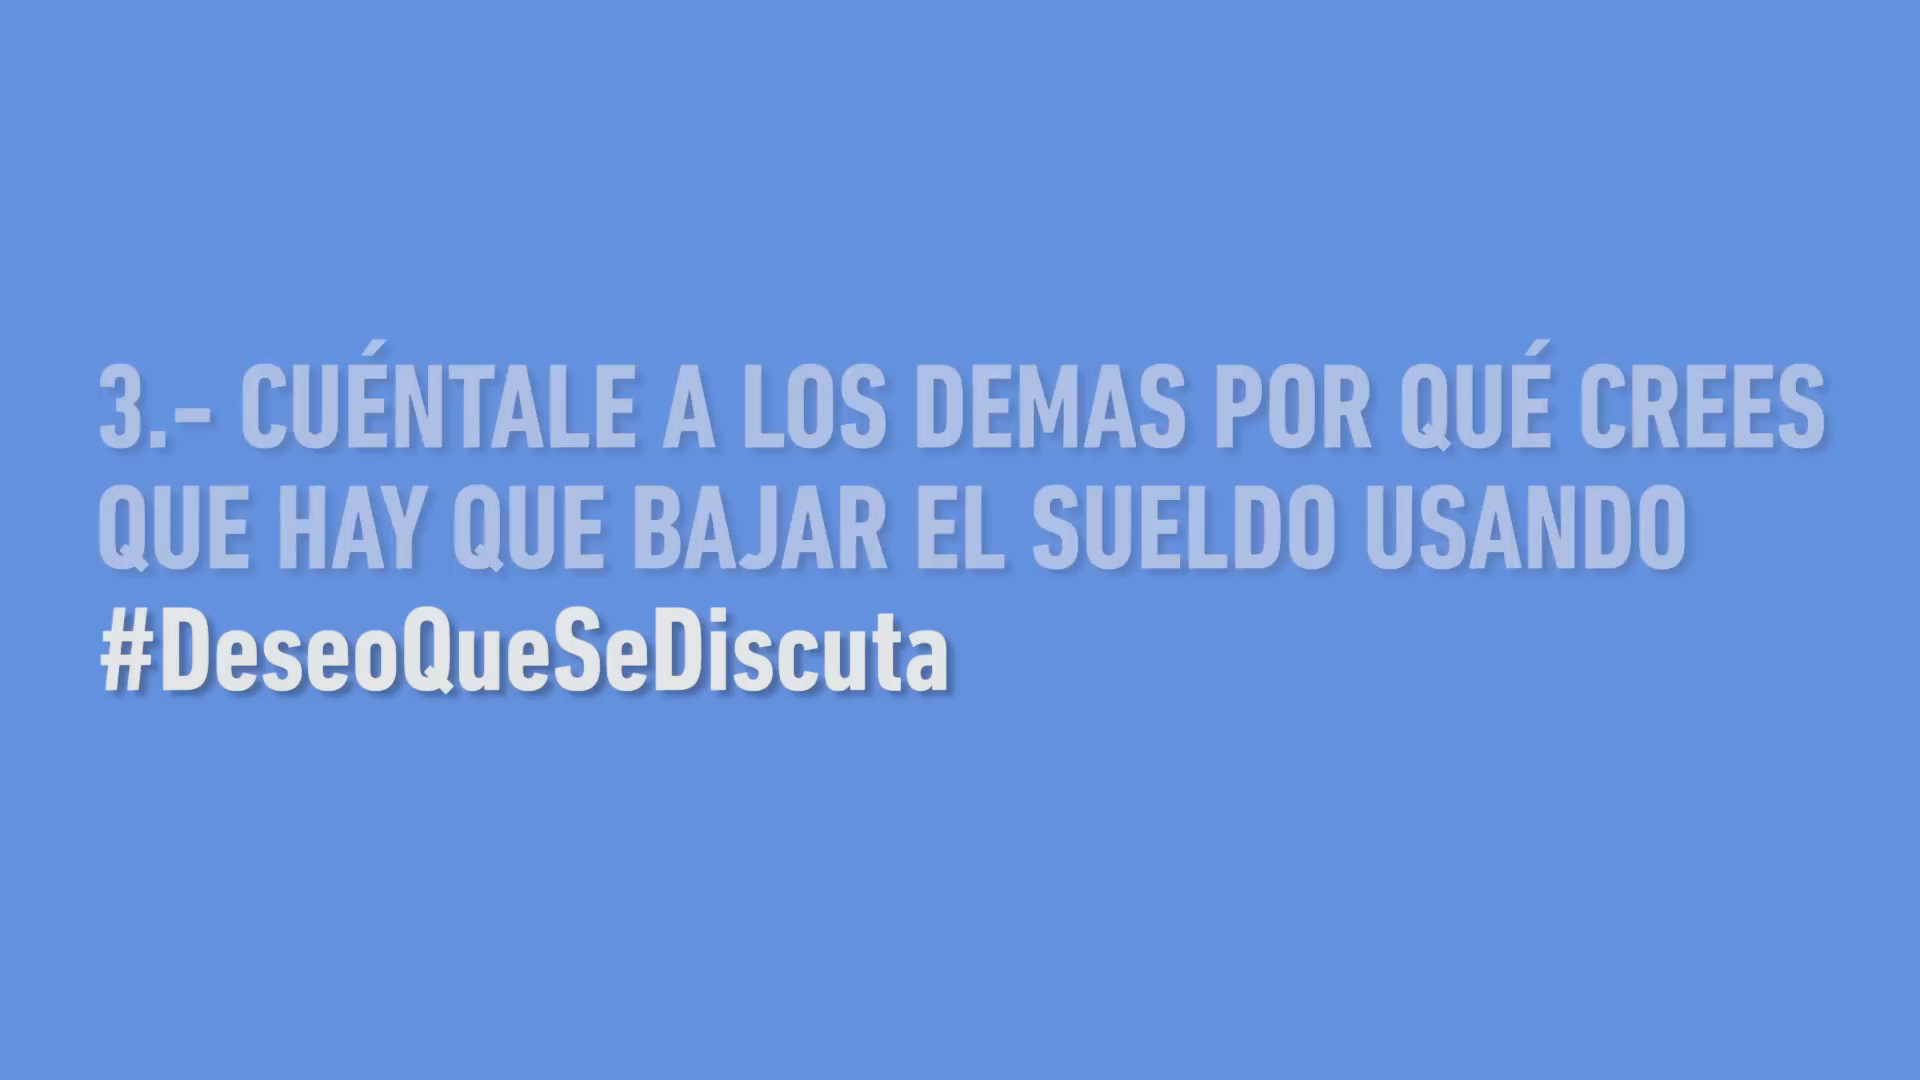 3.- CUÉNTALE A LOS DEMAS POR QUÉ CREES
QUE HAY QUE BAJAR EL SUELDO USANDO
#DeseoQueSeDiscuta